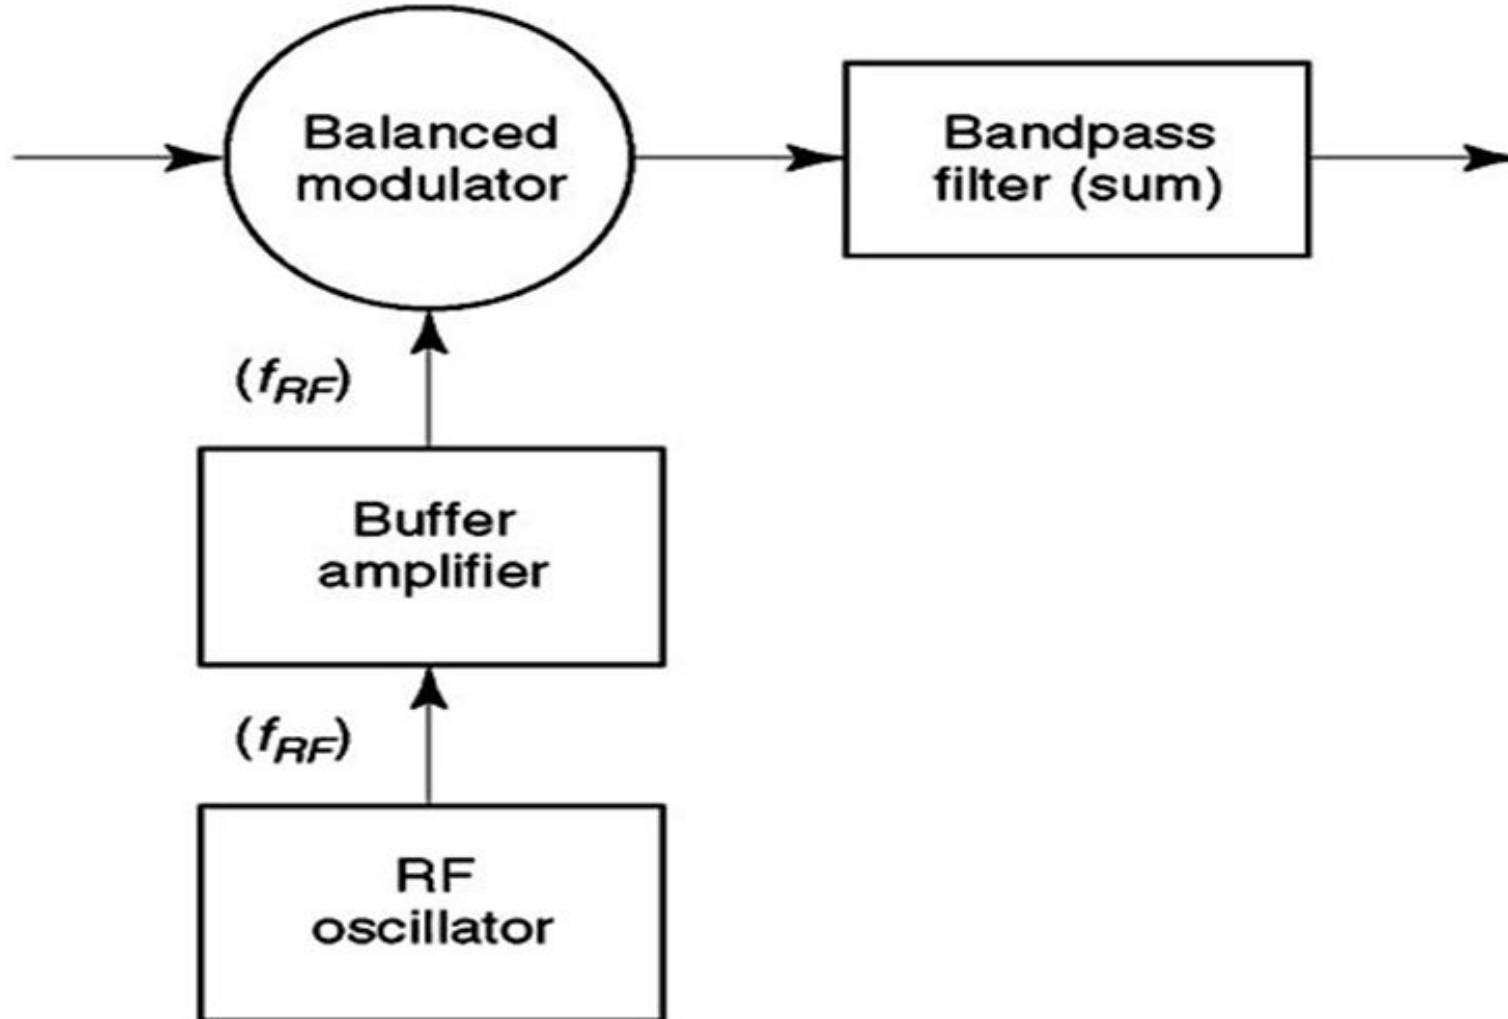 Balanced
modulator
Bandpass
filter (sum)
(fRF)
Buffer
amplifier
(fRF)
RF
oscillator